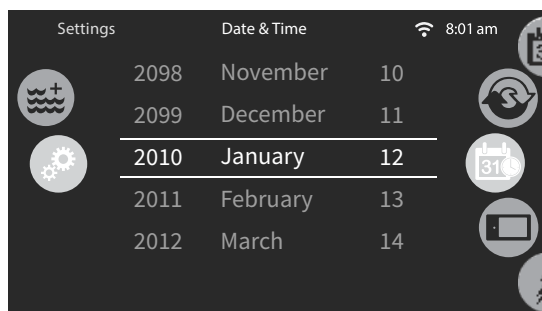 Settings Date & Time 8:01 am
2098 November 10
2099 December 11
2010 January 12
31
2011 February 13
2012 March 14